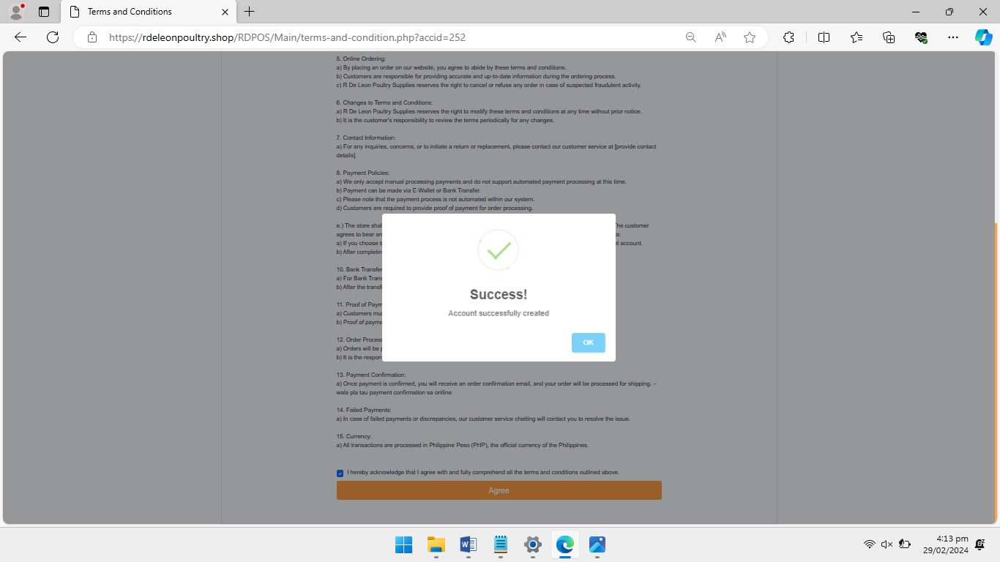 Terms and Conditions
https://rdeleonpoultry.shop/RDPOS/Main/terms-and-condition.php?accid=252
5. Online Ordering:
a) By placing an order on our website, you agree to abide by these terms and conditions.
b) Customers are responsible for providing accurate and up-to-date information during the ordering process.
c) R De Leon Poultry Supplies reserves the right to cancel or refuse any order in case of suspected fraudulent activity.
6. Changes to Terms and Conditions:
a) R De Leon Poultry Supplies reserves the right to modify these terms and conditions at any time without prior notice.
b) It is the customer's responsibility to review the terms periodically for any changes.
7. Contact Information:
a) For any inquiries, concerns, or to initiate a return or replacement, please contact our customer service at [provide contact
details].
8. Payment Policies:
a) We only accept manual processing payments and do not support automated payment processing at this time.
b) Payment can be made via E-Wallet or Bank Transfer.
c) Please note that the payment process is not automated within our system.
d) Customers are required to provide proof of payment for order processing.
e.) The store shal
The customer
agrees to bear an
s:
a) If you choose t
t account.
b) After completin
10. Bank Transfer
a) For Bank Trans
b) After the transf
11. Proof of Paym
a) Customers mus
b) Proof of payme
12. Order Process
a) Orders will be p
b) It is the respon
Success!
Account successfully created
OK
13. Payment Confirmation:
a) Once payment is confirmed, you will receive an order confirmation email, and your order will be processed for shipping. –
wala pla tau payment confirmation sa onlline
14. Failed Payments:
a) In case of failed payments or discrepancies, our customer service chatting will contact you to resolve the issue.
15. Currency:
a) All transactions are processed in Philippine Peso (PHP), the official currency of the Philippines.
I hereby acknowledge that I agree with and fully comprehend all the terms and conditions outlined above.
Agree
4:13 pm
29/02/2024